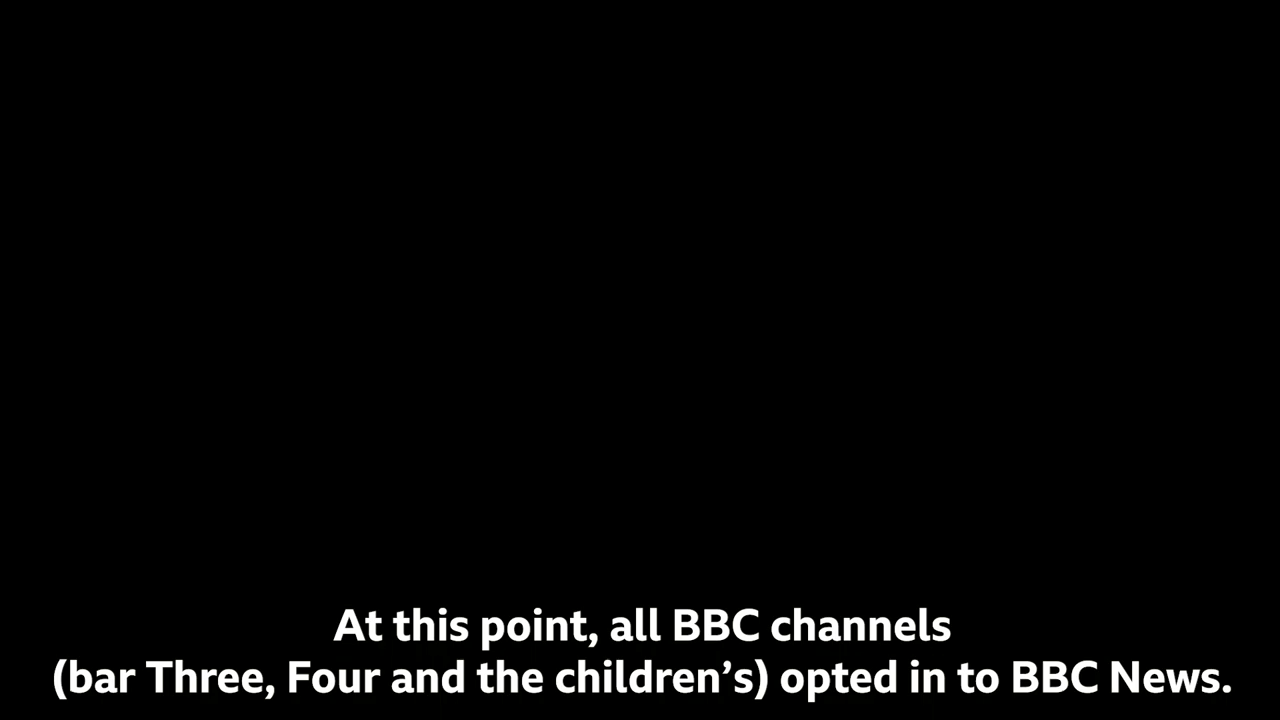 At this point, all BBC channels
(bar Three, Four and the children’s) opted in to BBC News.